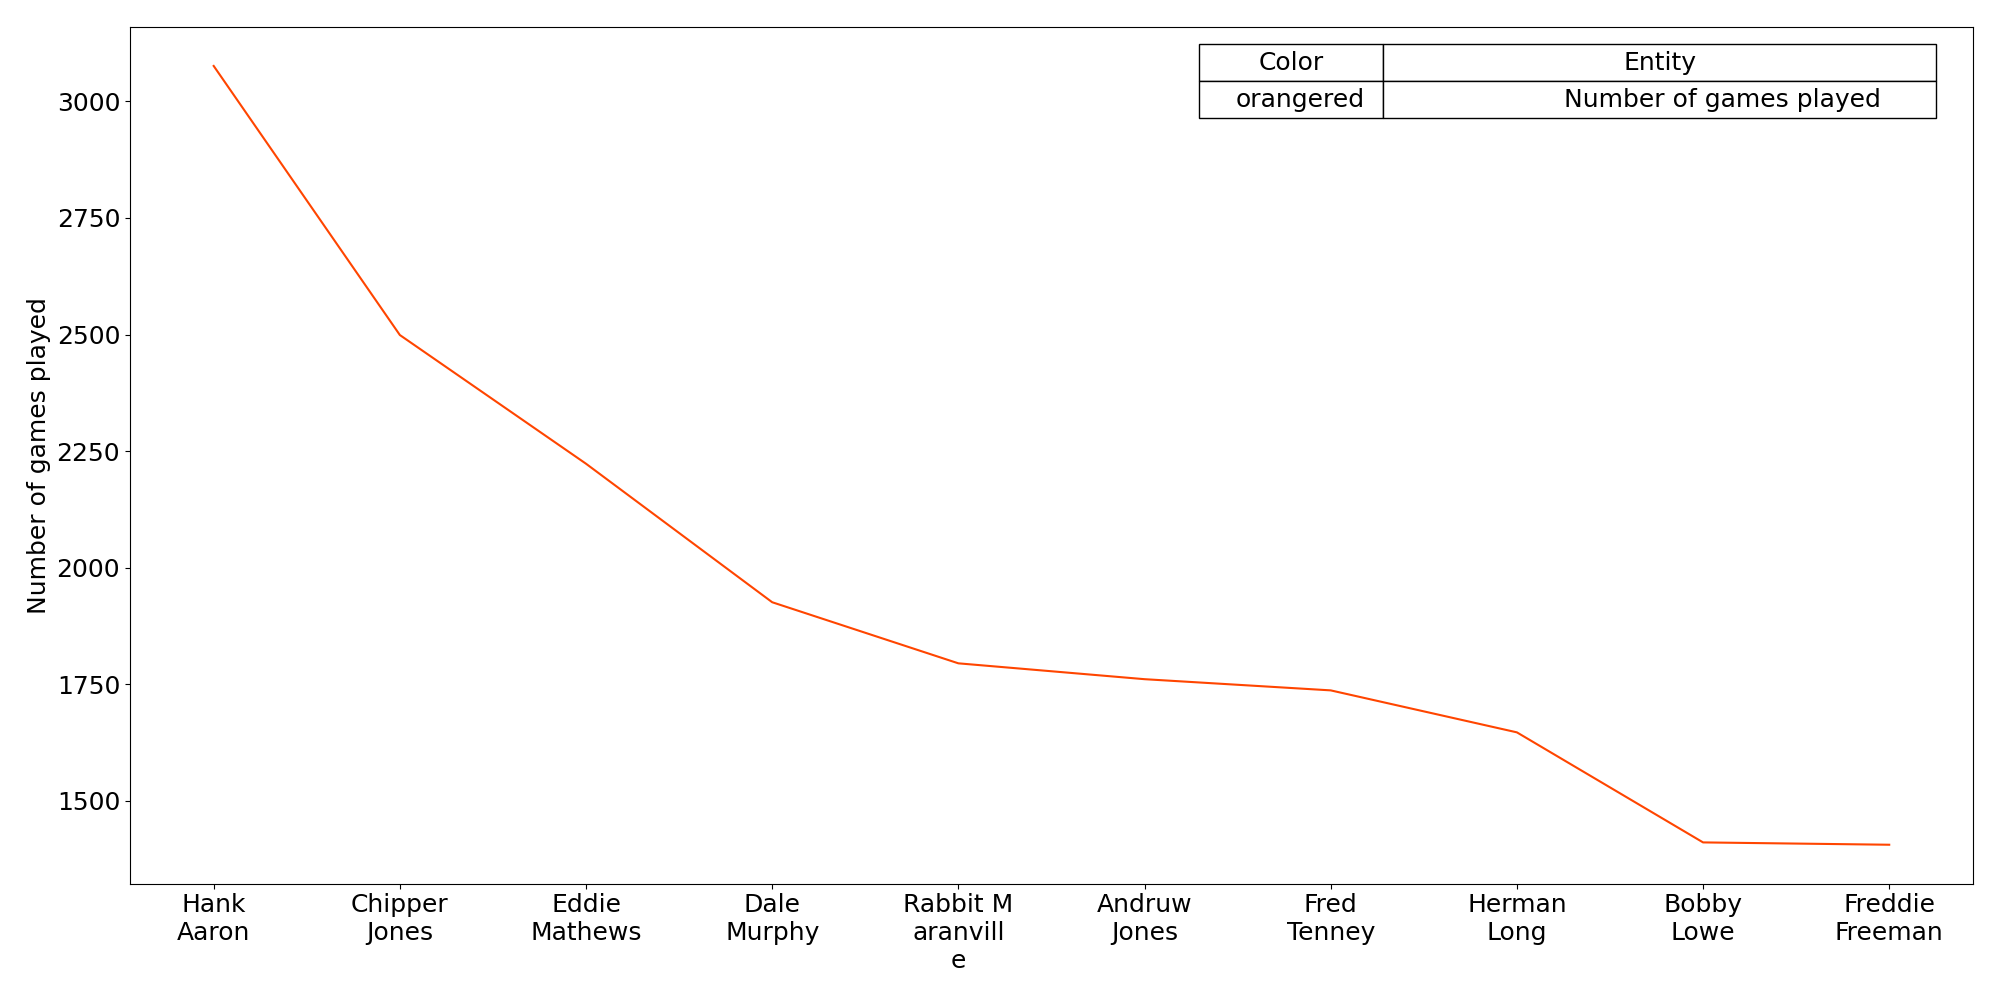 Color Entity
orangered Number of games played
3000
2750
2500
2250
2000
1750
1500
Number of games played
Hank
Aaron
Chipper
Jones
Eddie
Mathews
Dale
Murphy
Rabbit M
aranvill
e
Andruw
Jones
Fred
Tenney
Herman
Long
Bobby
Lowe
Freddie
Freeman